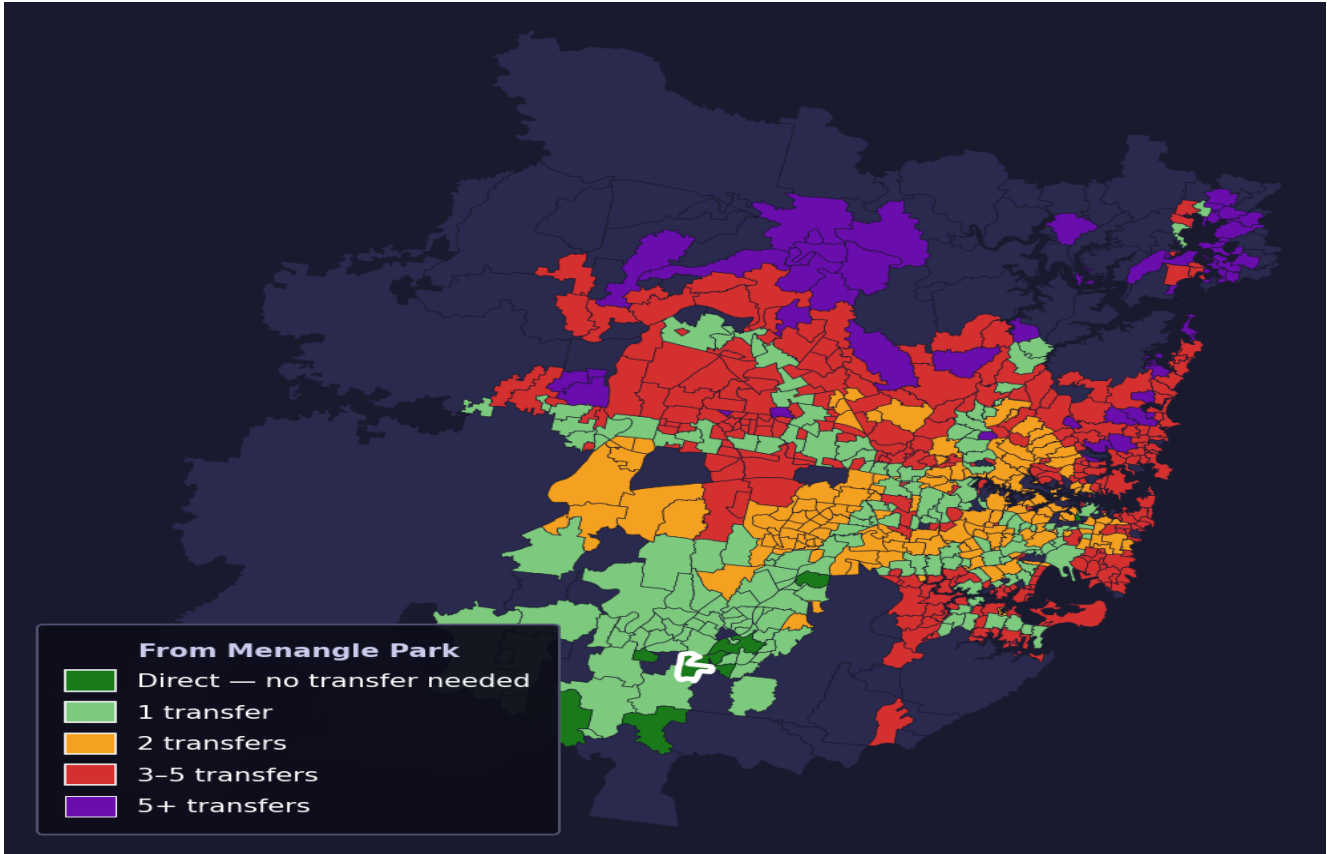 From Menangle Park
Direct — no transfer needed
1 transfer
2 transfers
3–5 transfers
5+ transfers